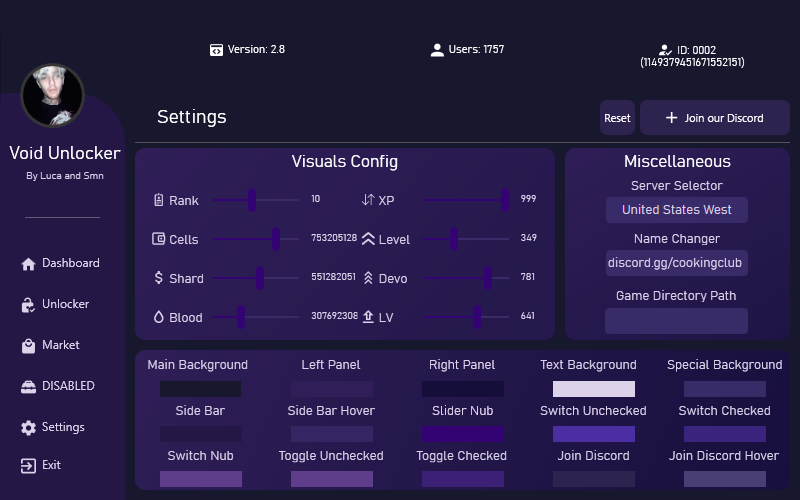 Version: 2.8
Users: 1757
ID: 0002
(1149379451671552151)
Void Unlocker
By Luca and Smn
Dashboard
Unlocker
Market
DISABLED
Settings
Exit
Settings
Reset
Join our Discord
Visuals Config
Rank 10 XP 999
Cells 753205128 Level 349
Shard 551282051 Devo 781
Blood 307692308 LV 641
Miscellaneous
Server Selector
United States West
Name Changer
discord.gg/cookingclub
Game Directory Path
Main Background Left Panel Right Panel Text Background Special Background
Side Bar Side Bar Hover Slider Nub Switch Unchecked Switch Checked
Switch Nub Toggle Unchecked Toggle Checked Join Discord Join Discord Hover